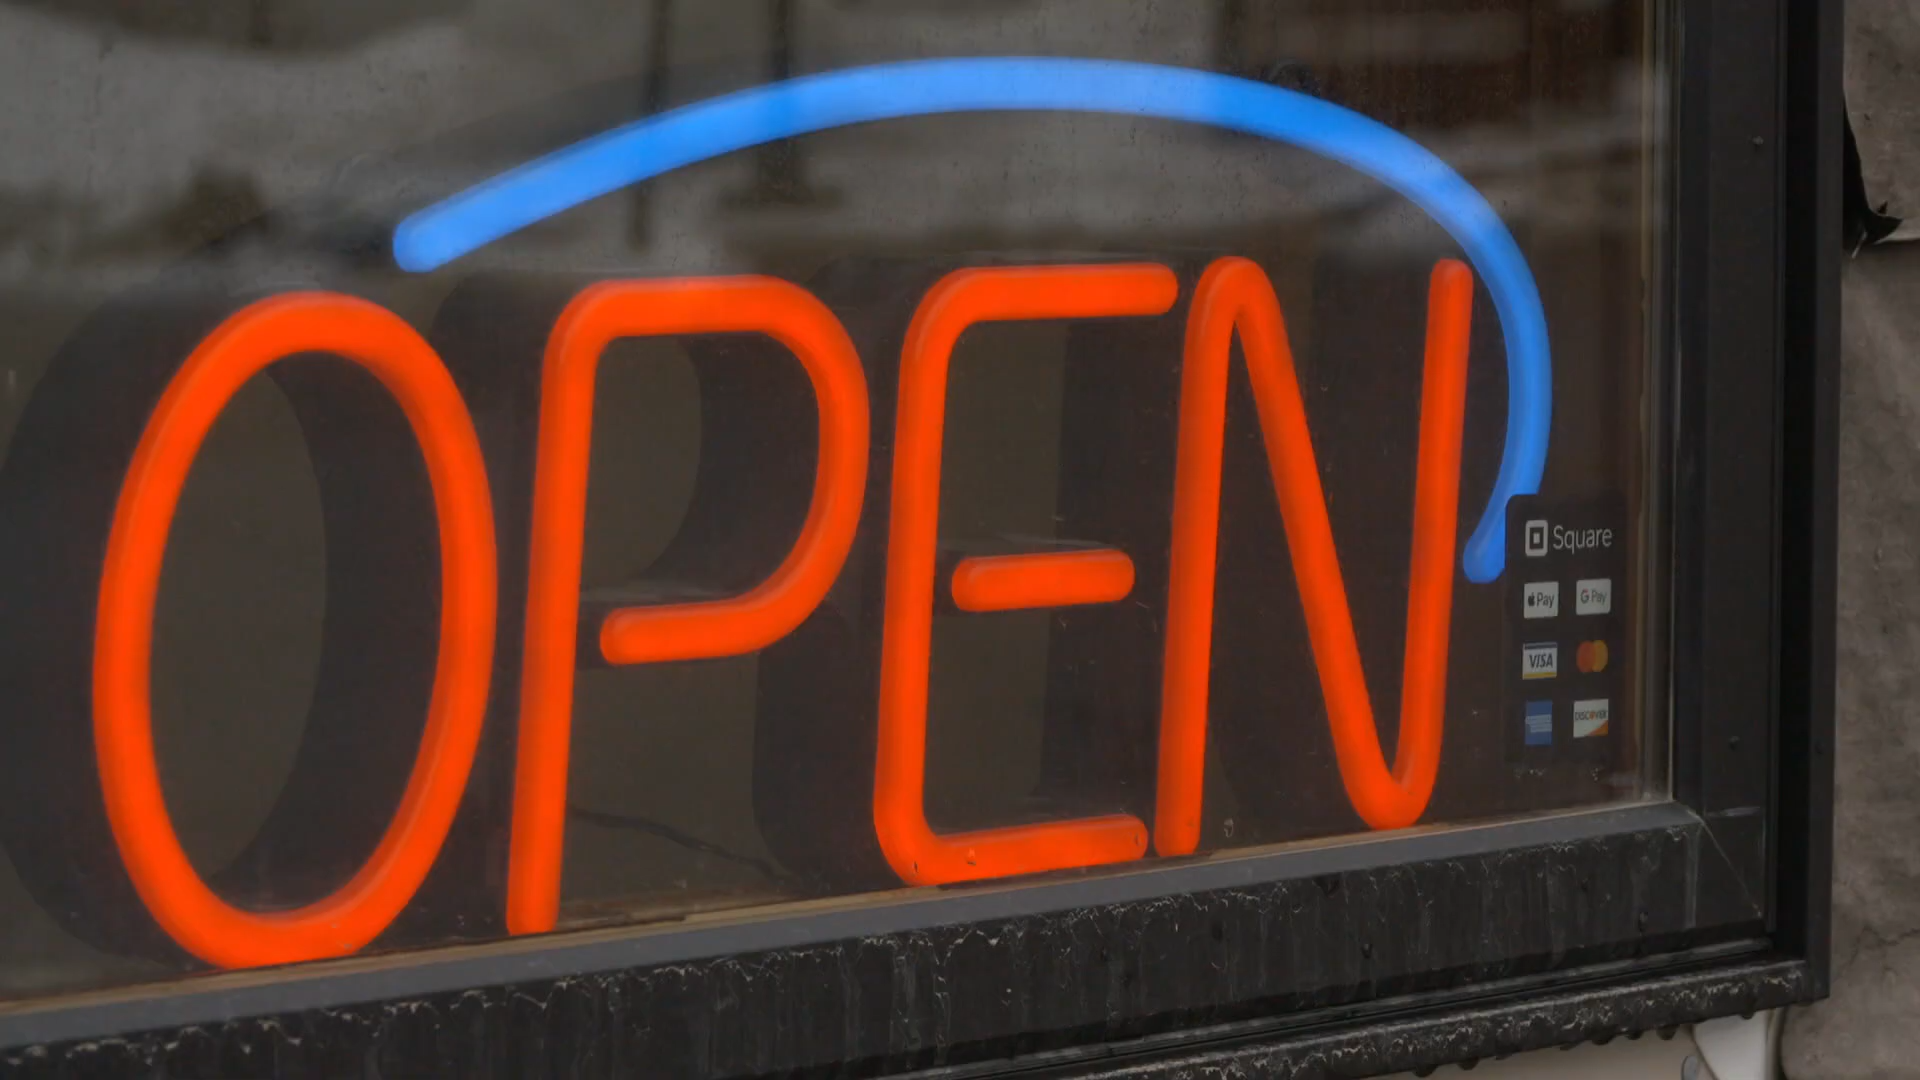 OPEN
Square
Pay G Pay
VISA
DISCOVER